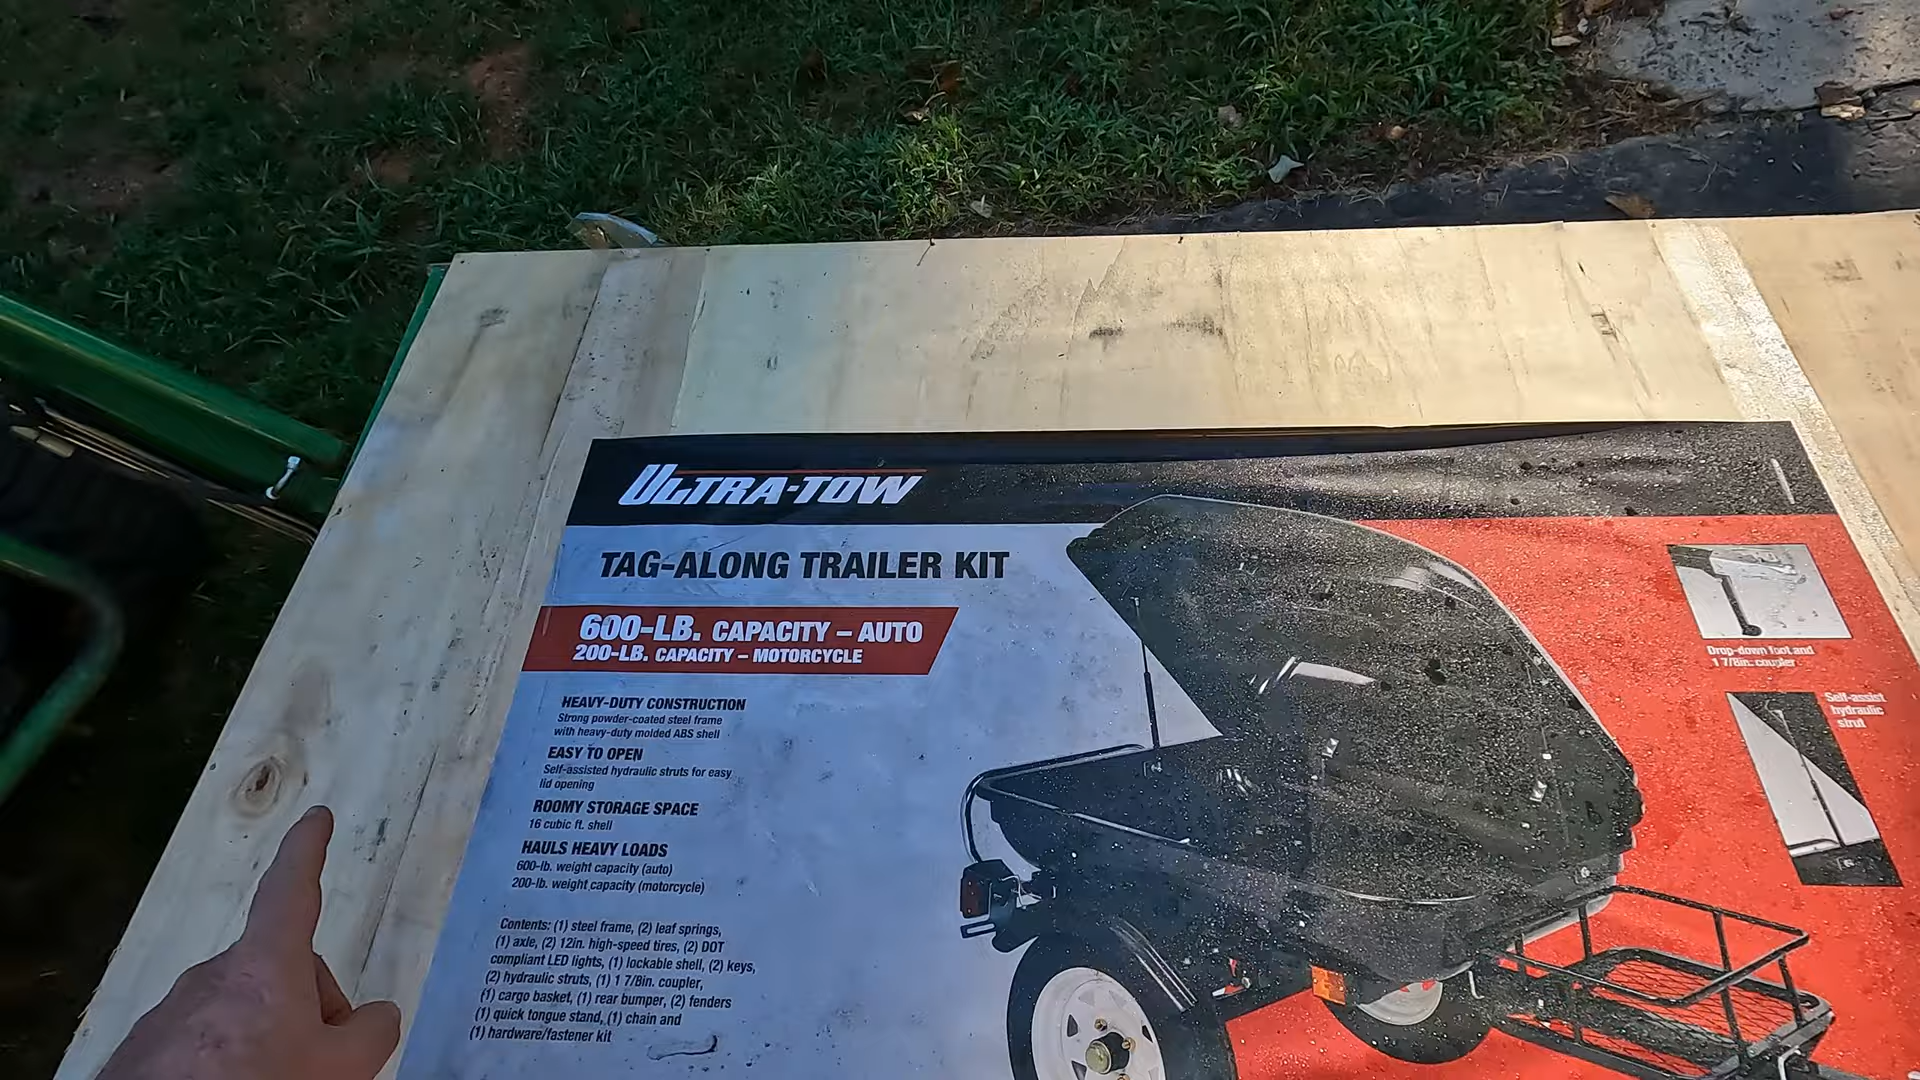 ULTRA-TOW
TAG-ALONG TRAILER KIT
600-LB. CAPACITY – AUTO
200-LB. CAPACITY – MOTORCYCLE
HEAVY-DUTY CONSTRUCTION
Strong powder-coated steel frame
with heavy-duty molded ABS shell
EASY TO OPEN
Self-assisted hydraulic struts for easy
lid opening
ROOMY STORAGE SPACE
16 cubic ft. shell
HAULS HEAVY LOADS
600-lb. weight capacity (auto)
200-lb. weight capacity (motorcycle)
Contents: (1) steel frame, (2) leaf springs,
(1) axle, (2) 12in. high-speed tires, (2) DOT
compliant LED lights, (1) lockable shell, (2) keys,
(2) hydraulic struts, (1) 1 7/8in. coupler,
(1) cargo basket, (1) rear bumper, (2) fenders
(1) quick tongue stand, (1) chain and
(1) hardware/fastener kit
Drop-down foot and
1 7/8in. coupler
Self-assist
hydraulic
strut